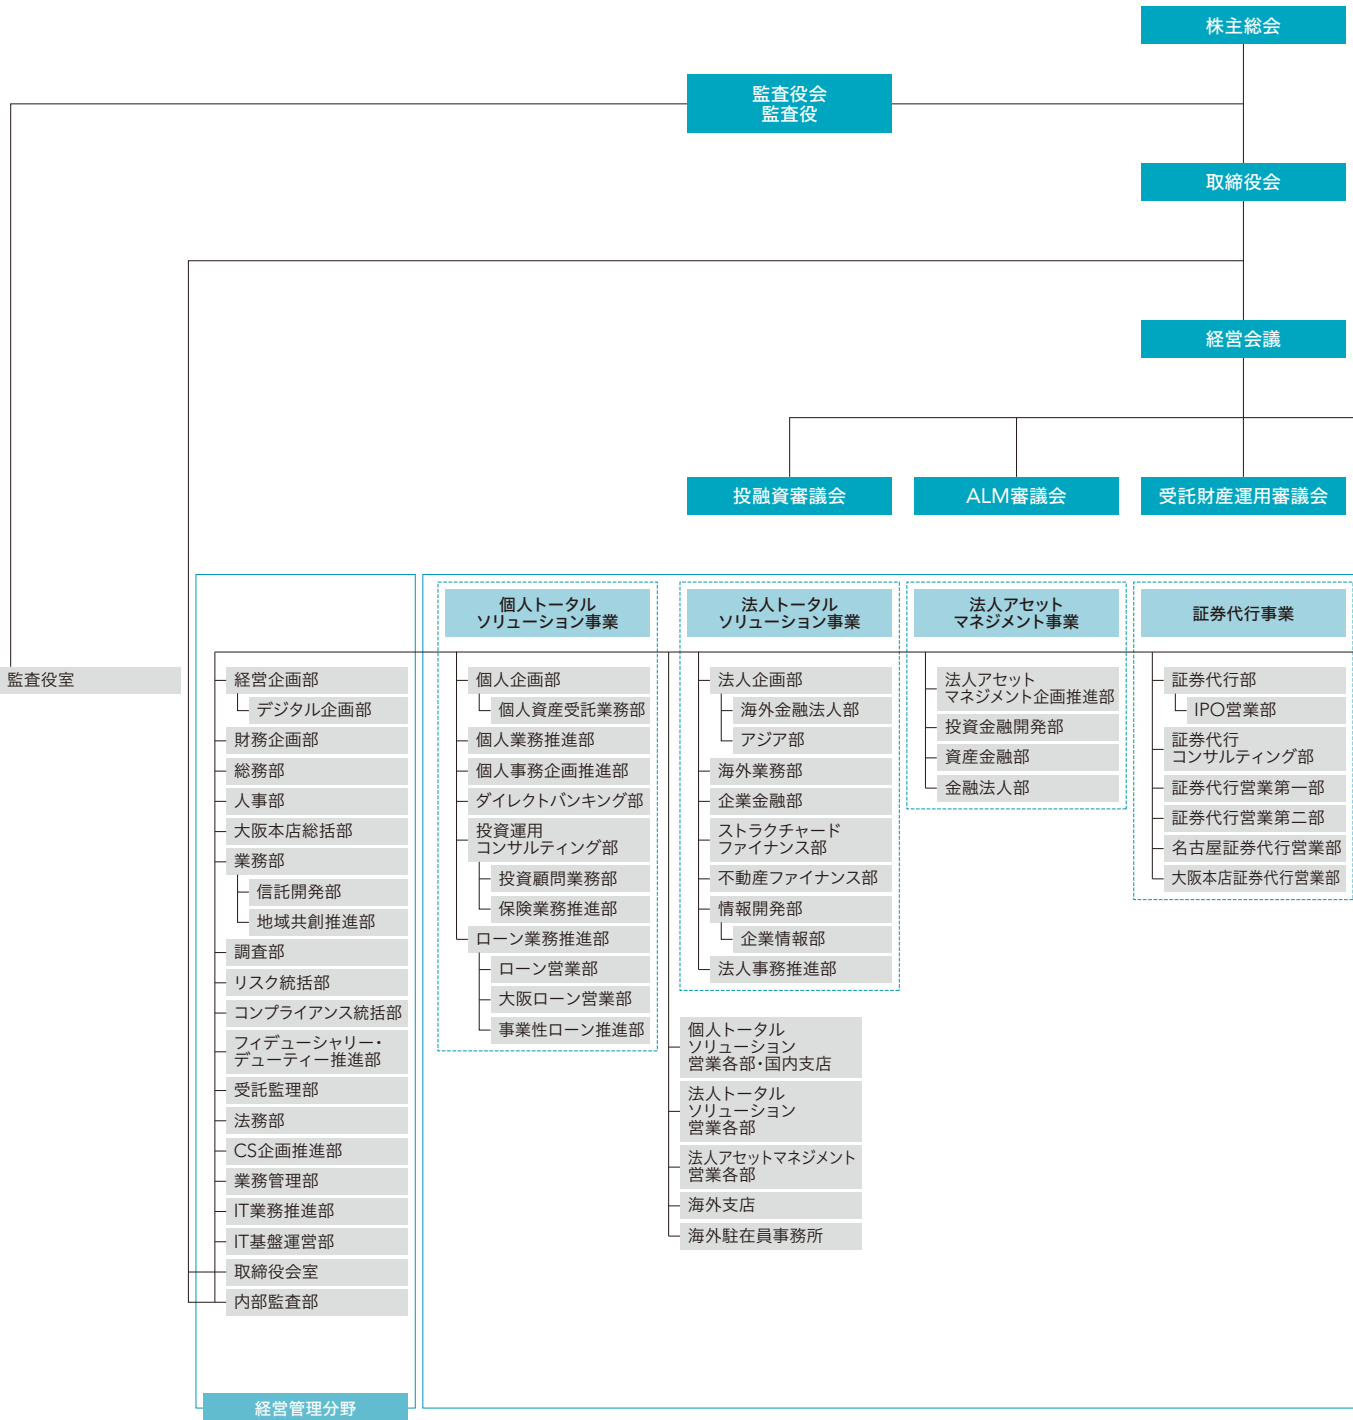 株主総会
監査役会
監査役
取締役会
経営会議
投融資審議会
ALM審議会
受託財産運用審議会
監査役室
経営企画部
デジタル企画部
財務企画部
総務部
人事部
大阪本店総括部
業務部
信託開発部
地域共創推進部
調査部
リスク統括部
コンプライアンス統括部
フィデューシャリー・
デューティー推進部
受託監理部
法務部
CS企画推進部
業務管理部
IT業務推進部
IT基盤運営部
取締役会室
内部監査部
経営管理分野
個人トータル
ソリューション事業
個人企画部
個人資産受託業務部
個人業務推進部
個人事務企画推進部
ダイレクトバンキング部
投資運用
コンサルティング部
投資顧問業務部
保険業務推進部
ローン業務推進部
ローン営業部
大阪ローン営業部
事業性ローン推進部
法人トータル
ソリューション事業
法人企画部
海外金融法人部
アジア部
海外業務部
企業金融部
ストラクチャード
ファイナンス部
不動産ファイナンス部
情報開発部
企業情報部
法人事務推進部
個人トータル
ソリューション
営業各部・国内支店
法人トータル
ソリューション
営業各部
法人アセットマネジメント
営業各部
海外支店
海外駐在員事務所
法人アセット
マネジメント事業
法人アセット
マネジメント企画推進部
投資金融開発部
資産金融部
金融法人部
証券代行事業
証券代行部
IPO営業部
証券代行
コンサルティング部
証券代行営業第一部
証券代行営業第二部
名古屋証券代行営業部
大阪本店証券代行営業部